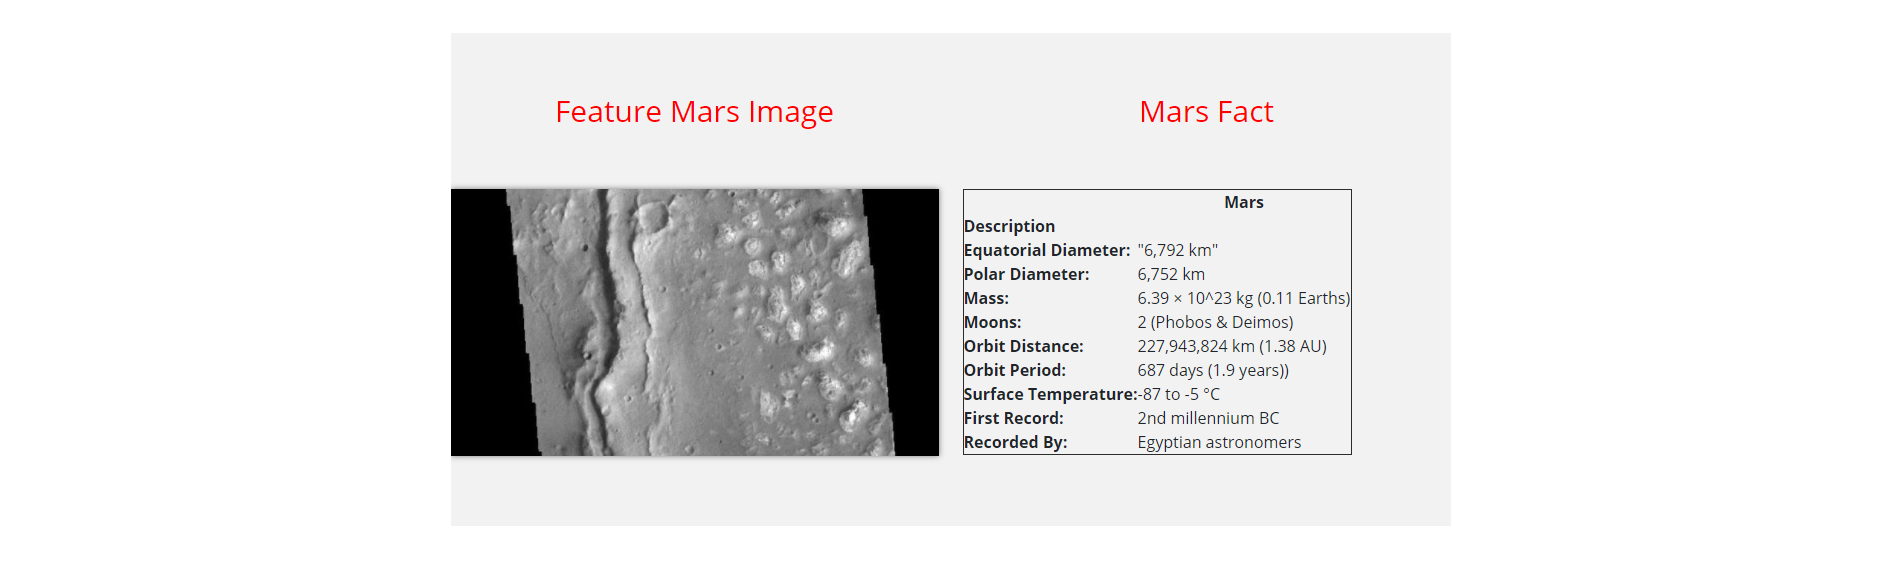 Feature Mars Image
Mars Fact
Mars
Description
Equatorial Diameter: "6,792 km"
Polar Diameter: 6,752 km
Mass: 6.39 × 10^23 kg (0.11 Earths)
Moons: 2 (Phobos & Deimos)
Orbit Distance: 227,943,824 km (1.38 AU)
Orbit Period: 687 days (1.9 years))
Surface Temperature:-87 to -5 °C
First Record: 2nd millennium BC
Recorded By: Egyptian astronomers